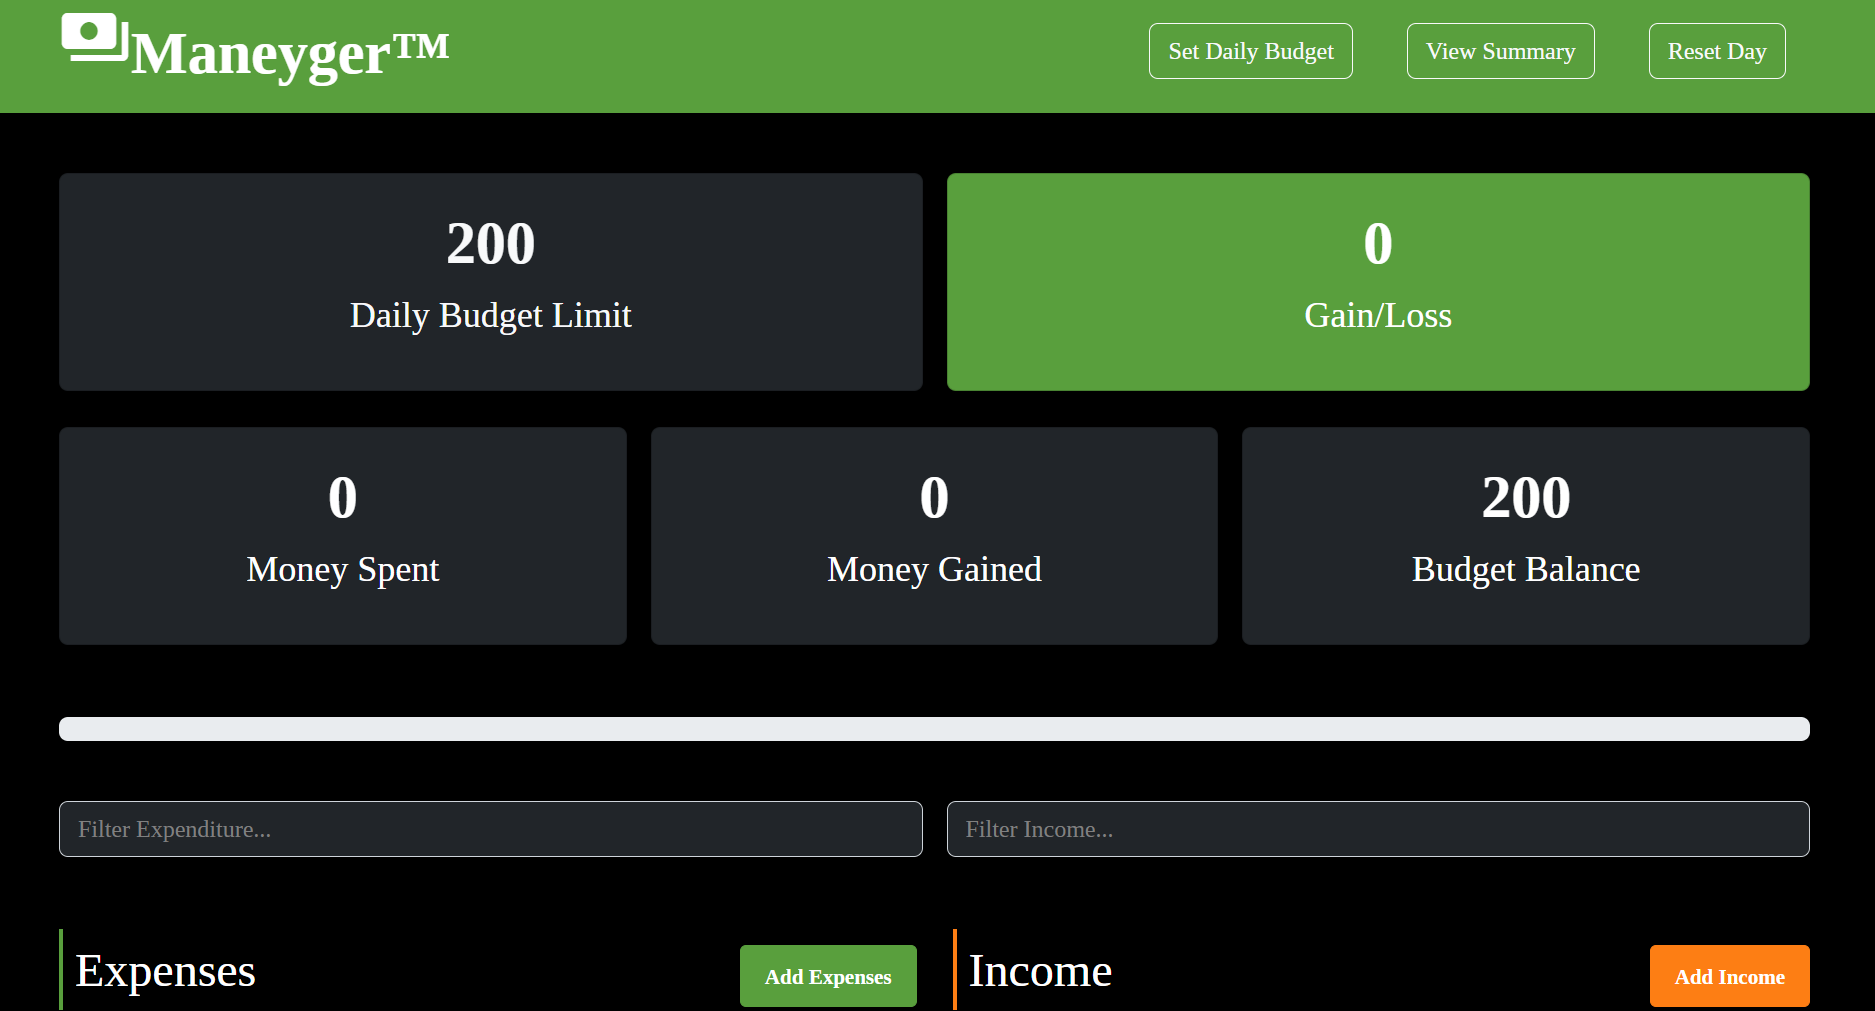 Maneyger™
Set Daily Budget
View Summary
Reset Day
200
Daily Budget Limit
0
Gain/Loss
0
Money Spent
0
Money Gained
200
Budget Balance
Filter Expenditure...
Filter Income...
Expenses
Add Expenses
Income
Add Income